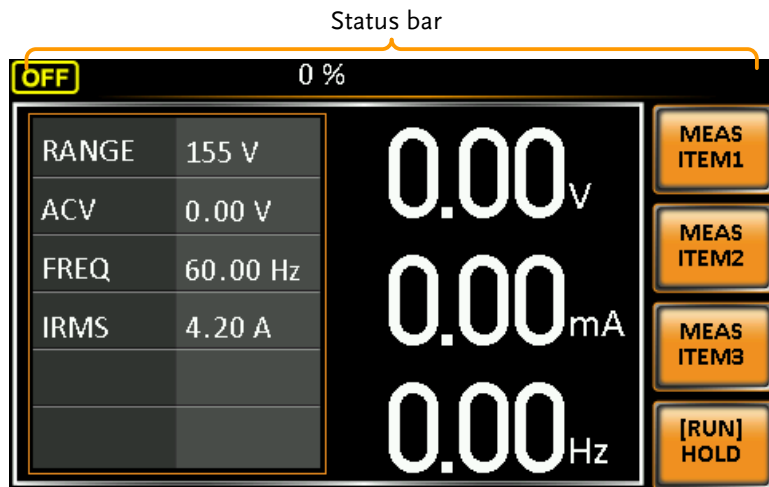 Status bar
OFF 0 %
RANGE 155 V
ACV 0.00 V
FREQ 60.00 Hz
IRMS 4.20 A
0.00V
0.00mA
0.00Hz
MEAS
ITEM1
MEAS
ITEM2
MEAS
ITEM3
[RUN]
HOLD